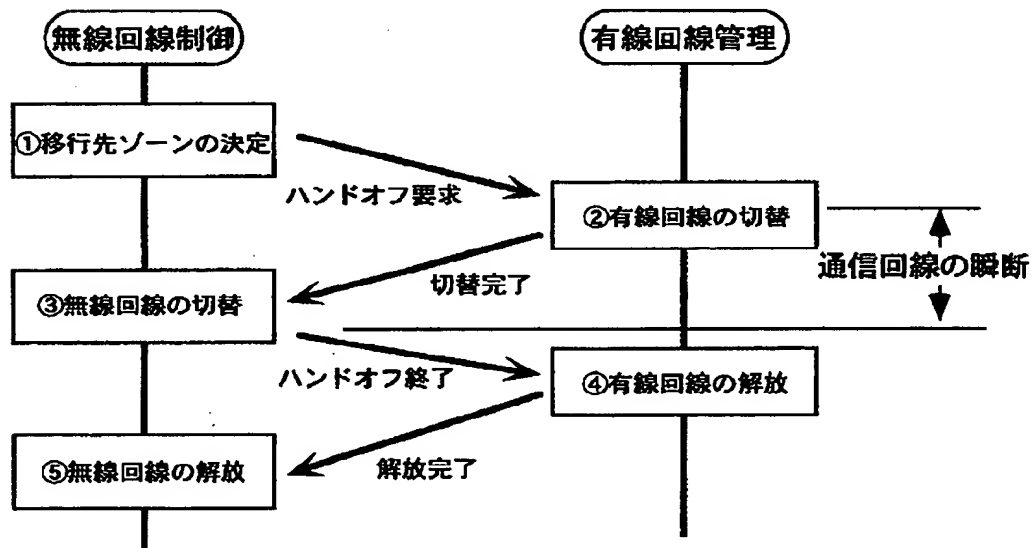 無線回線制御
有線回線管理
①移行先ゾーンの決定
ハンドオフ要求
②有線回線の切替
通信回線の瞬断
切替完了
③無線回線の切替
ハンドオフ終了
④有線回線の解放
解放完了
⑤無線回線の解放